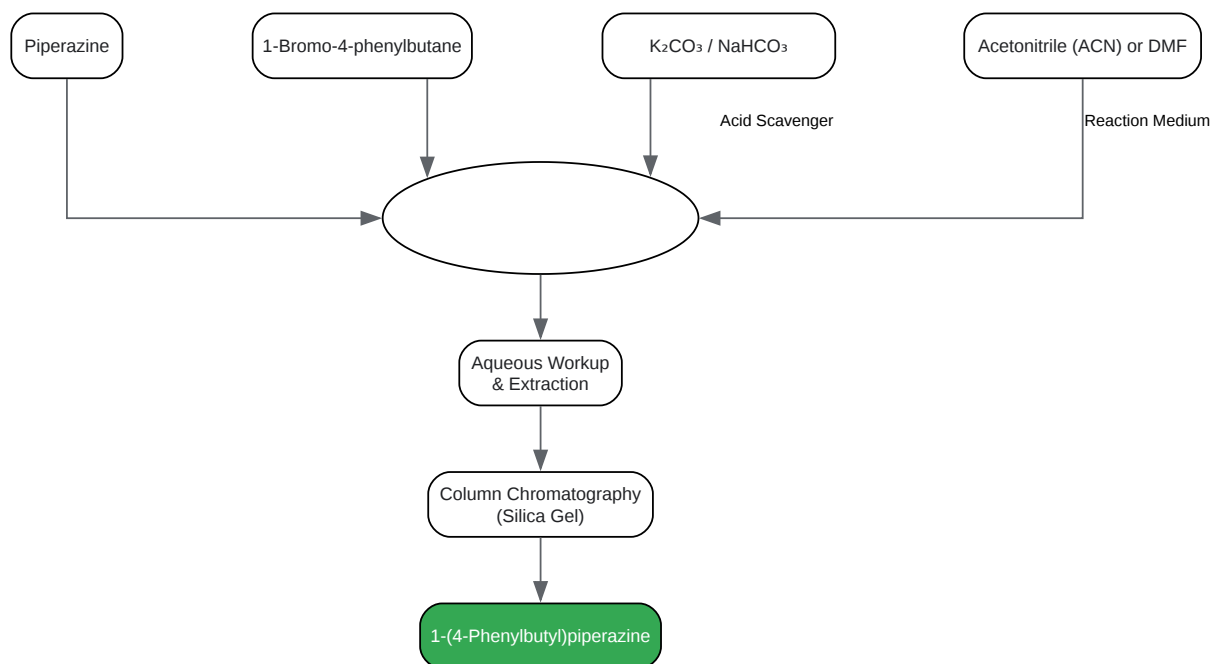 Piperazine
1-Bromo-4-phenylbutane
K₂CO₃ / NaHCO₃
Acetonitrile (ACN) or DMF
Acid Scavenger
Reaction Medium
Aqueous Workup
& Extraction
Column Chromatography
(Silica Gel)
1-(4-Phenylbutyl)piperazine